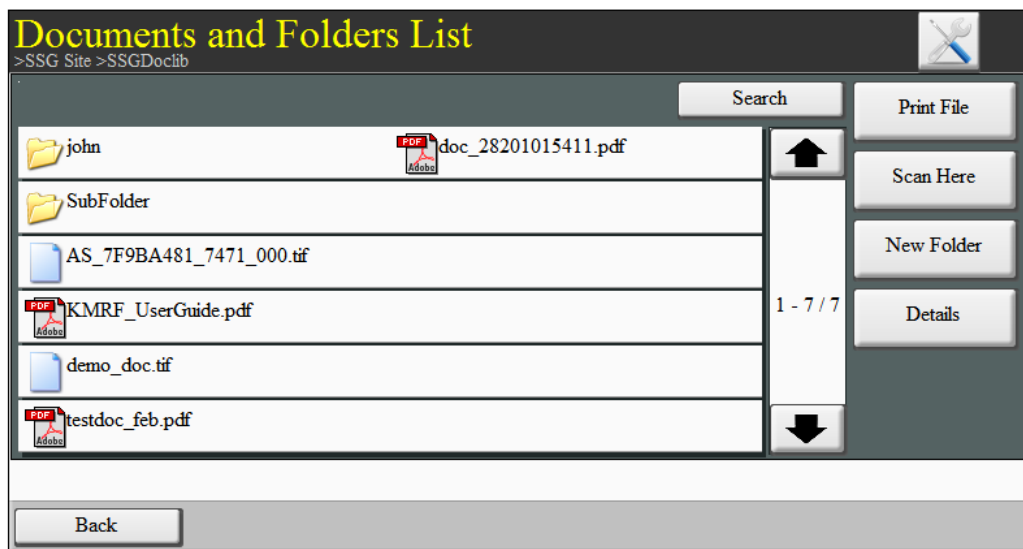 Documents and Folders List
>SSG Site >SSGDoclib
Search
Print File
john
PDF
Adobe
doc_28201015411.pdf
Scan Here
SubFolder
AS_7F9BA481_7471_000.tif
New Folder
PDF
Adobe
KMRF_UserGuide.pdf
1 - 7 / 7
Details
demo_doc.tif
PDF
Adobe
testdoc_feb.pdf
Back